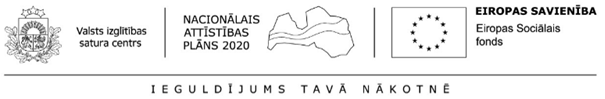 Valsts izglītības
satura centrs
NACIONĀLAIS
ATTĪSTĪBAS
PLĀNS 2020
EIROPAS SAVIENĪBA
Eiropas Sociālais
fonds
IEGULDĪJUMS TAVĀ NĀKOTNĒ